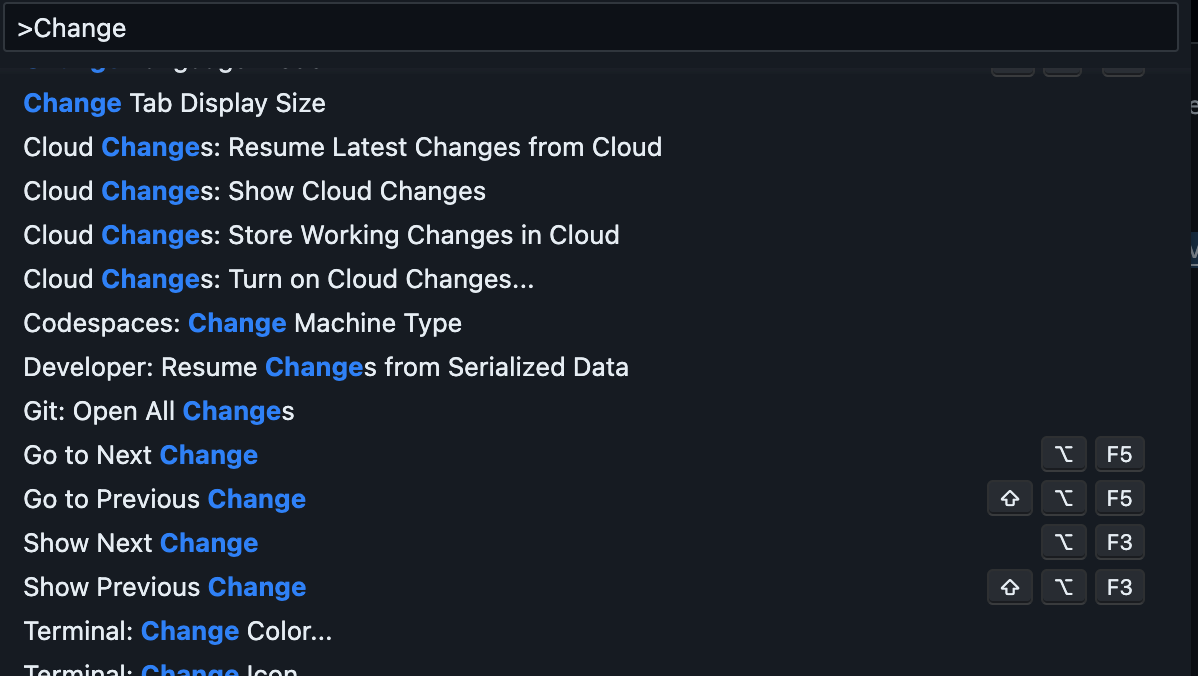 >Change
Change Tab Display Size
Cloud Changes: Resume Latest Changes from Cloud
Cloud Changes: Show Cloud Changes
Cloud Changes: Store Working Changes in Cloud
Cloud Changes: Turn on Cloud Changes...
Codespaces: Change Machine Type
Developer: Resume Changes from Serialized Data
Git: Open All Changes
Go to Next Change ⌥ F5
Go to Previous Change ⇧ ⌥ F5
Show Next Change ⌥ F3
Show Previous Change ⇧ ⌥ F3
Terminal: Change Color...
Terminal: Change Icon